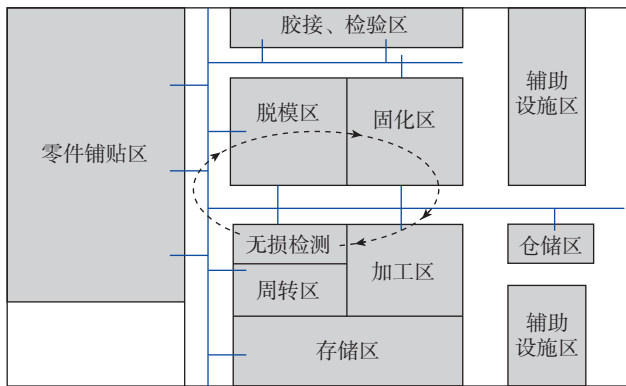 胶接、检验区
辅助
设施区
脱模区
固化区
零件铺贴区
无损检测
加工区
仓储区
周转区
辅助
设施区
存储区